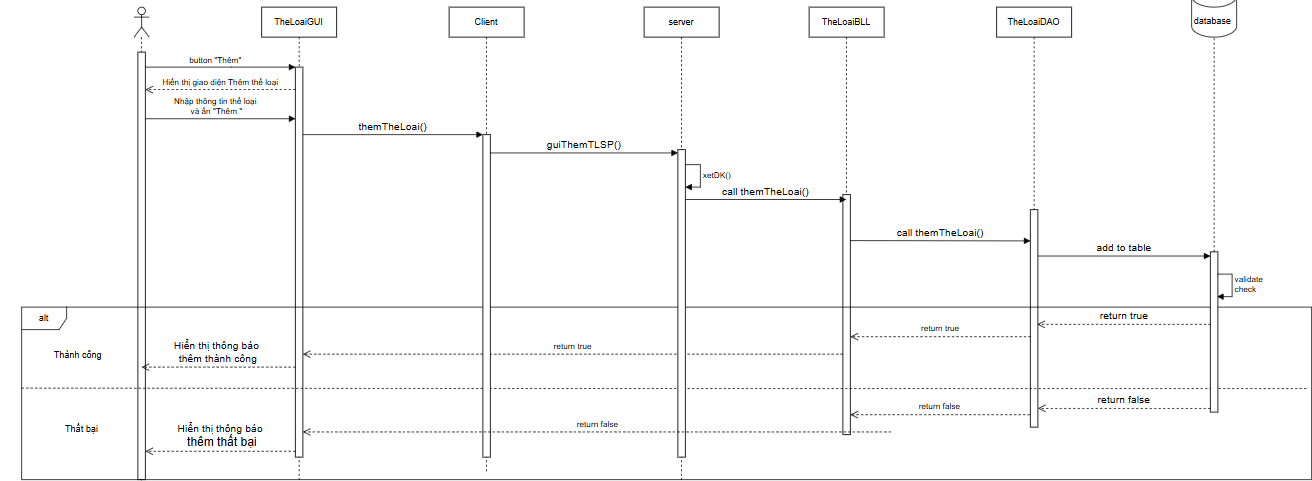 TheLoaiGUI
Client
server
TheLoaiBLL
TheLoaiDAO
database
button "Thêm"
Hiển thị giao diện Thêm thể loại
Nhập thông tin thể loại
và ấn "Thêm "
themTheLoai()
guiThemTLSP()
xetDK()
call themTheLoai()
call themTheLoai()
add to table
validate
check
alt
return true
return true
return true
Thành công
Hiển thị thông báo
thêm thành công
return false
return false
return false
Thất bại
Hiển thị thông báo
thêm thất bại